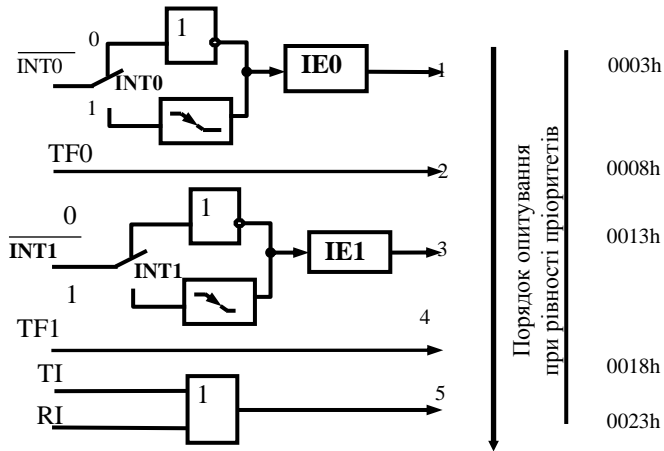 0
1
INT0
INT0
IE0
1
0003h
1
TF0
2
0008h
0
1
0013h
INT1
INT1
IE1
3
1
TF1
4
0018h
TI
1
5
RI
0023h
Порядок опитування
при рівності пріоритетів